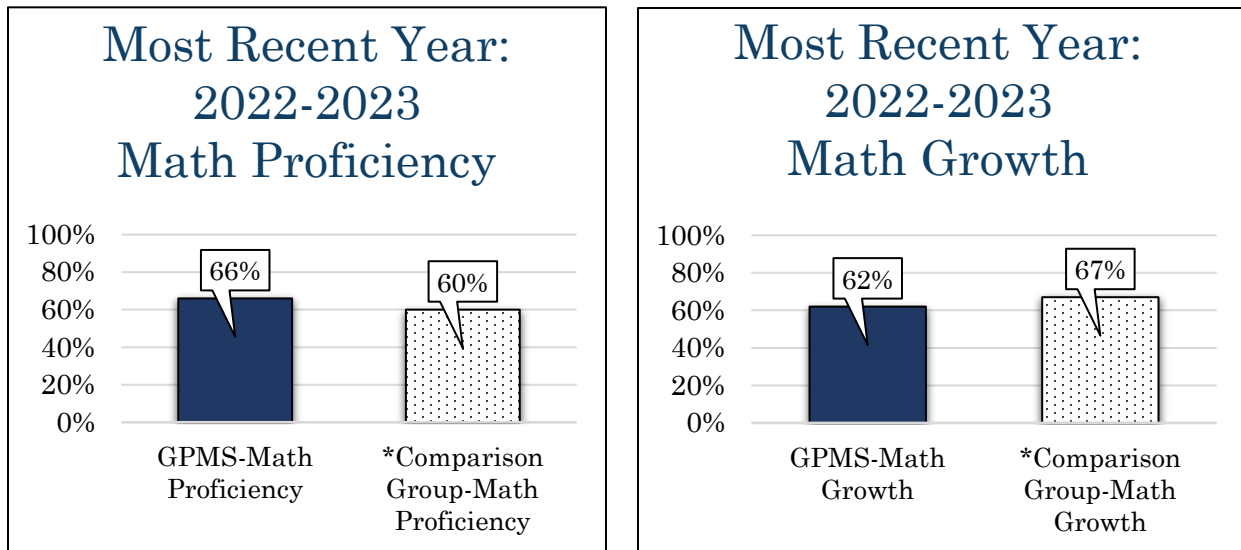 Most Recent Year:
2022-2023
Math Proficiency
100%
80%
60%
40%
20%
0%
66%
60%
GPMS-Math
Proficiency
*Comparison
Group-Math
Proficiency
Most Recent Year:
2022-2023
Math Growth
100%
80%
60%
40%
20%
0%
62%
67%
GPMS-Math
Growth
*Comparison
Group-Math
Growth